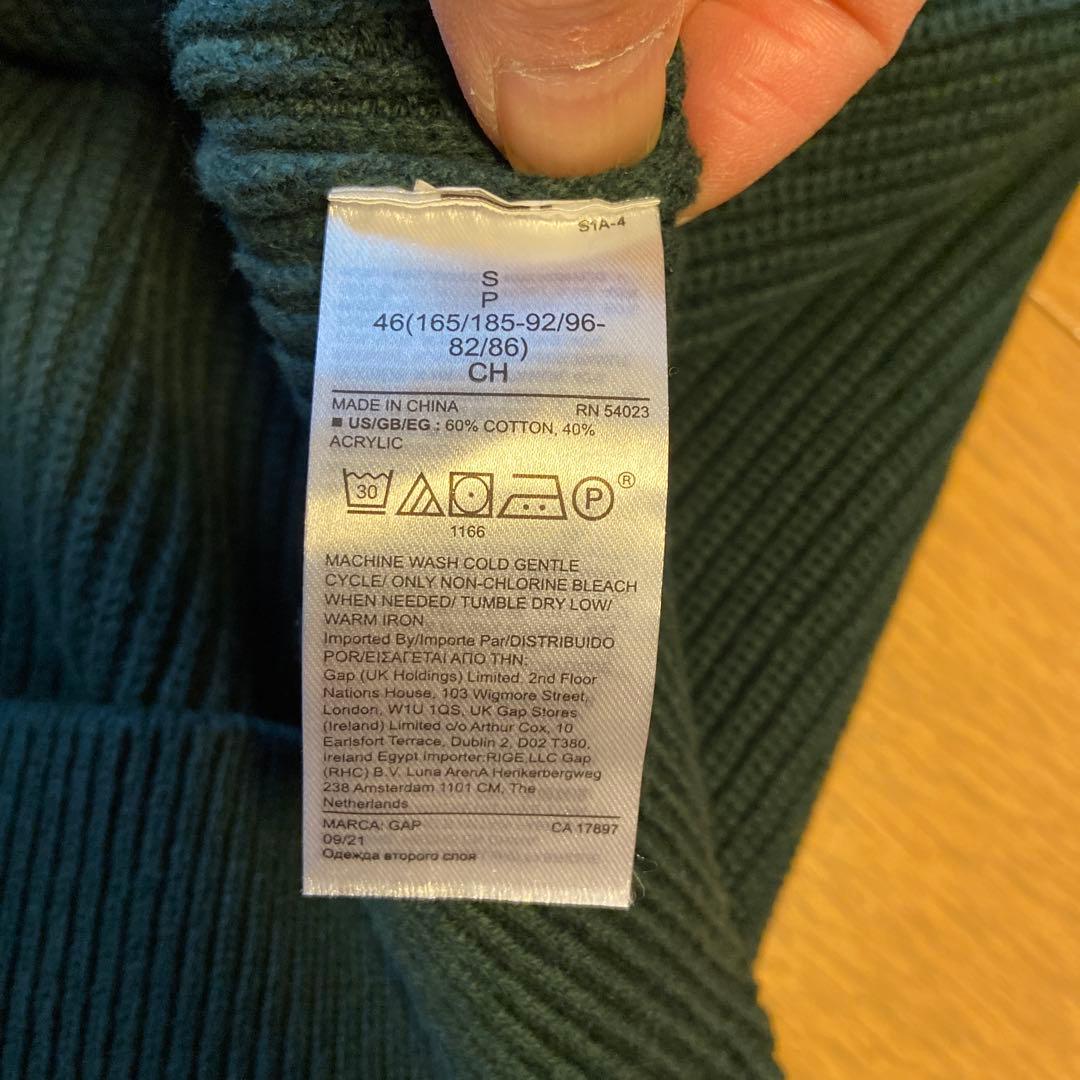 S1A-4
S
P
46(165/185-92/96-
82/86)
CH
MADE IN CHINA RN 54023
■ US/GB/EG : 60% COTTON, 40%
ACRYLIC
30 P ®
1166
MACHINE WASH COLD GENTLE
CYCLE/ ONLY NON-CHLORINE BLEACH
WHEN NEEDED/ TUMBLE DRY LOW/
WARM IRON
Imported By/Importe Par/DISTRIBUIDO
POR/ΕΙΣΑΓΕΤΑΙ ΑΠΟ ΤΗΝ:
Gap (UK Holdings) Limited, 2nd Floor
Nations House, 103 Wigmore Street,
London, W1U 1QS, UK Gap Stores
(Ireland) Limited c/o Arthur Cox, 10
Earlsfort Terrace, Dublin 2, D02 T380,
Ireland Egypt importer:RIGE LLC Gap
(RHC) B.V. Luna ArenA Herikerbergweg
238 Amsterdam 1101 CM, The
Netherlands
MARCA: GAP CA 17897
09/21
Одежда второго слоя